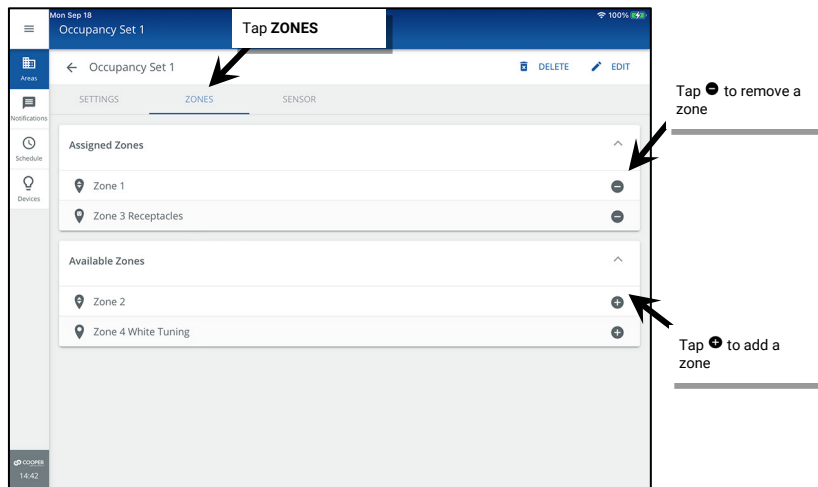 Mon Sep 18
100%
Occupancy Set 1
Tap ZONES
Areas
Occupancy Set 1
DELETE
EDIT
SETTINGS
ZONES
SENSOR
Notifications
Schedule
Devices
Assigned Zones
Zone 1
Zone 3 Receptacles
Available Zones
Zone 2
Zone 4 White Tuning
Tap to remove a
zone
Tap to add a
zone
COOPER
14:42